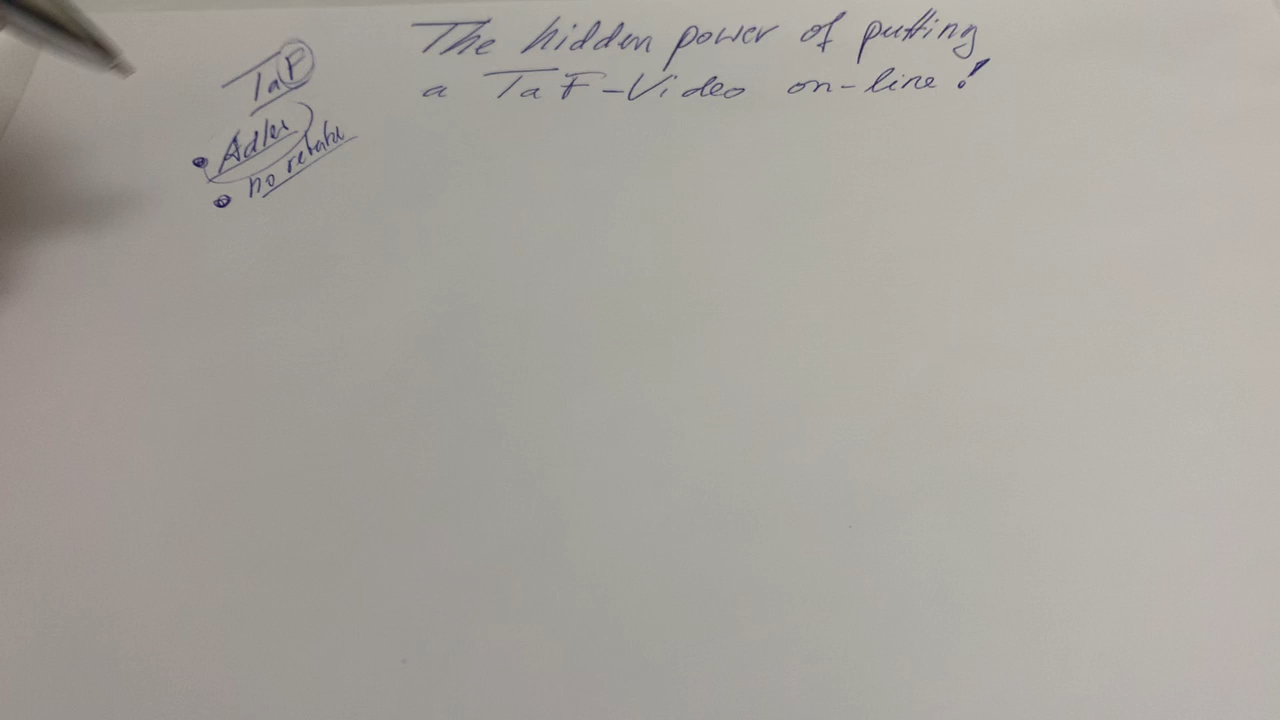 The hidden power of putting
a TaF-Video on-line!
TaF
• Adler
• no retake